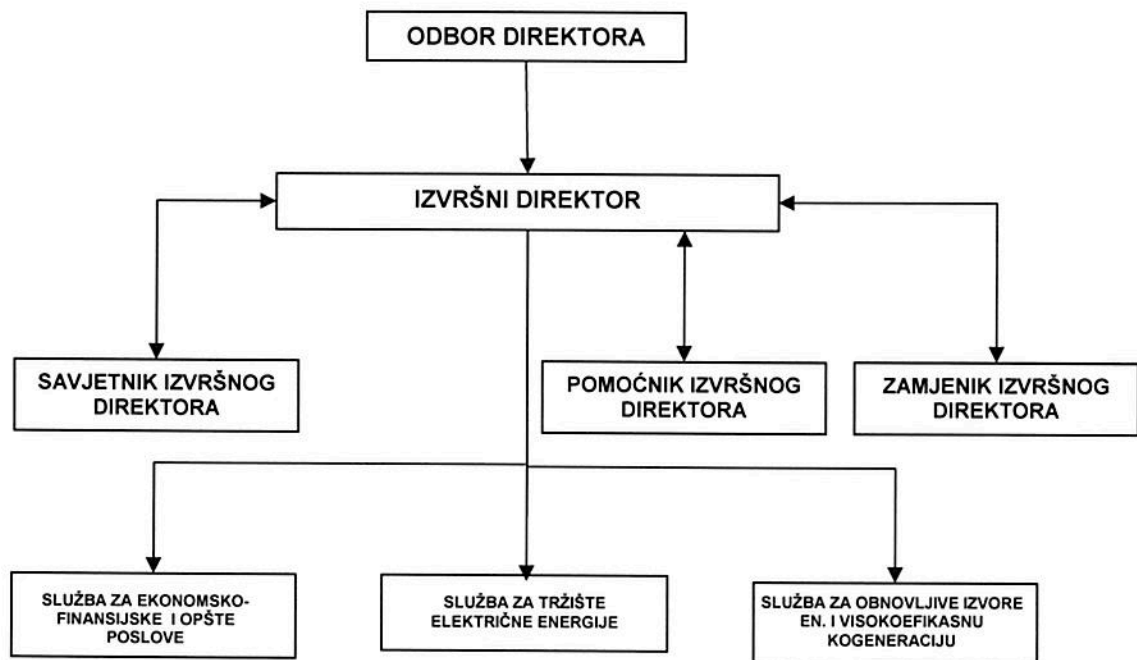 ODBOR DIREKTORA
IZVRŠNI DIREKTOR
SAVJETNIK IZVRŠNOG
DIREKTORA
POMOĆNIK IZVRŠNOG
DIREKTORA
ZAMJENIK IZVRŠNOG
DIREKTORA
SLUŽBA ZA EKONOMSKO-
FINANSIJSKE I OPŠTE
POSLOVE
SLUŽBA ZA TRŽIŠTE
ELEKTRIČNE ENERGIJE
SLUŽBA ZA OBNOVLJIVE IZVORE
EN. I VISOKOEFIKASNU
KOGENERACIJU